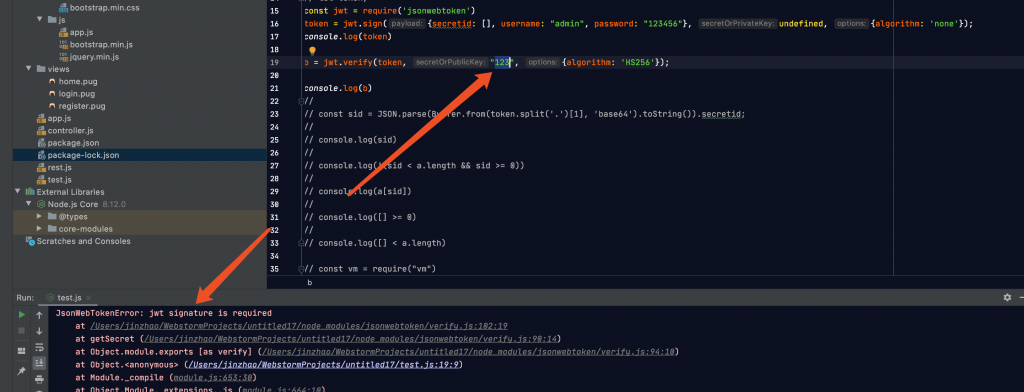 bootstrap.min.css
js
app.js
bootstrap.min.js
jquery.min.js
views
home.pug
login.pug
register.pug
app.js
controller.js
package.json
package-lock.json
rest.js
test.js
External Libraries
Node.js Core 8.12.0
@types
core-modules
Scratches and Consoles
15 const jwt = require('jsonwebtoken')
16 token = jwt.sign( payload: {secretid: [], username: "admin", password: "123456"}, secretOrPrivateKey: undefined, options: {algorithm: 'none'});
17 console.log(token)
18
19 b = jwt.verify(token, secretOrPublicKey: "123", options: {algorithm: 'HS256'});
20
21 console.log(b)
22 //
23 // const sid = JSON.parse(Buffer.from(token.split('.')[1], 'base64').toString()).secretid;
24 //
25 // console.log(sid)
26 //
27 // console.log(!(sid < a.length && sid >= 0))
28 //
29 // console.log(a[sid])
30 //
31 // console.log([] >= 0)
32 //
33 // console.log([] < a.length)
34
35 // const vm = require("vm")
b
Run: test.js
JsonWebTokenError: jwt signature is required
at /Users/jinzhao/WebstormProjects/untitled17/node_modules/jsonwebtoken/verify.js:102:19
at getSecret (/Users/jinzhao/WebstormProjects/untitled17/node_modules/jsonwebtoken/verify.js:90:14)
at Object.module.exports [as verify] (/Users/jinzhao/WebstormProjects/untitled17/node_modules/jsonwebtoken/verify.js:94:10)
at Object.<anonymous> (/Users/jinzhao/WebstormProjects/untitled17/test.js:19:9)
at Module._compile (module.js:653:30)
at Object.Module._extensions..js (module.js:664:10)